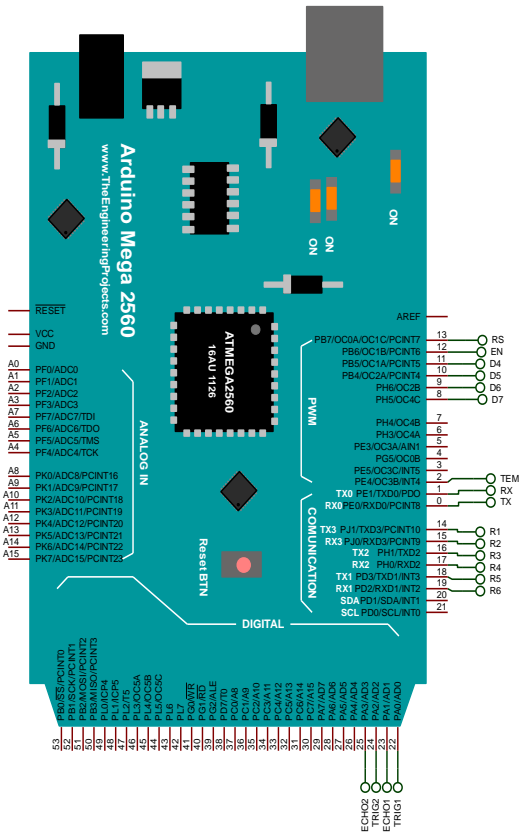 Arduino Mega 2560
www.TheEngineeringProjects.com
ON
ON
ON
ATMEGA2560
16AU 1126
RESET
VCC
GND
AREF
A0 PF0/ADC0
A1 PF1/ADC1
A2 PF2/ADC2
A3 PF3/ADC3
A7 PF7/ADC7/TDI
A6 PF6/ADC6/TDO
A5 PF5/ADC5/TMS
A4 PF4/ADC4/TCK
A8 PK0/ADC8/PCINT16
A9 PK1/ADC9/PCINT17
A10 PK2/ADC10/PCINT18
A11 PK3/ADC11/PCINT19
A12 PK4/ADC12/PCINT20
A13 PK5/ADC13/PCINT21
A14 PK6/ADC14/PCINT22
A15 PK7/ADC15/PCINT23
ANALOG IN
PB7/OC0A/OC1C/PCINT7 13 RS
PB6/OC1B/PCINT6 12 EN
PB5/OC1A/PCINT5 11 D4
PB4/OC2A/PCINT4 10 D5
PH6/OC2B 9 D6
PH5/OC4C 8 D7
PH4/OC4B 7
PH3/OC4A 6
PE3/OC3A/AIN1 5
PG5/OC0B 4
PE5/OC3C/INT5 3
PE4/OC3B/INT4 2 TEM
TX0 PE1/TXD0/PDO 1 RX
RX0 PE0/RXD0/PCINT8 0 TX
PWM
TX3 PJ1/TXD3/PCINT10 14 R1
RX3 PJ0/RXD3/PCINT9 15 R2
TX2 PH1/TXD2 16 R3
RX2 PH0/RXD2 17 R4
TX1 PD3/TXD1/INT3 18 R5
RX1 PD2/RXD1/INT2 19 R6
SDA PD1/SDA/INT1 20
SCL PD0/SCL/INT0 21
COMUNICATION
Reset BTN
DIGITAL
PB0/SS/PCINT0 53
PB1/SCK/PCINT1 52
PB2/MOSI/PCINT2 51
PB3/MISO/PCINT3 50
PL0/ICP4 49
PL1/ICP5 48
PL2/T5 47
PL3/OC5A 46
PL4/OC5B 45
PL5/OC5C 44
PL6 43
PL7 42
PG0/WR 41
PG1/RD 40
PG2/ALE 39
PD7/T0 38
PC0/A8 37
PC1/A9 36
PC2/A10 35
PC3/A11 34
PC4/A12 33
PC5/A13 32
PC6/A14 31
PC7/A15 30
PA7/AD7 29
PA6/AD6 28
PA5/AD5 27
PA4/AD4 26
PA3/AD3 25 ECHO2
PA2/AD2 24 TRIG2
PA1/AD1 23 ECHO1
PA0/AD0 22 TRIG1